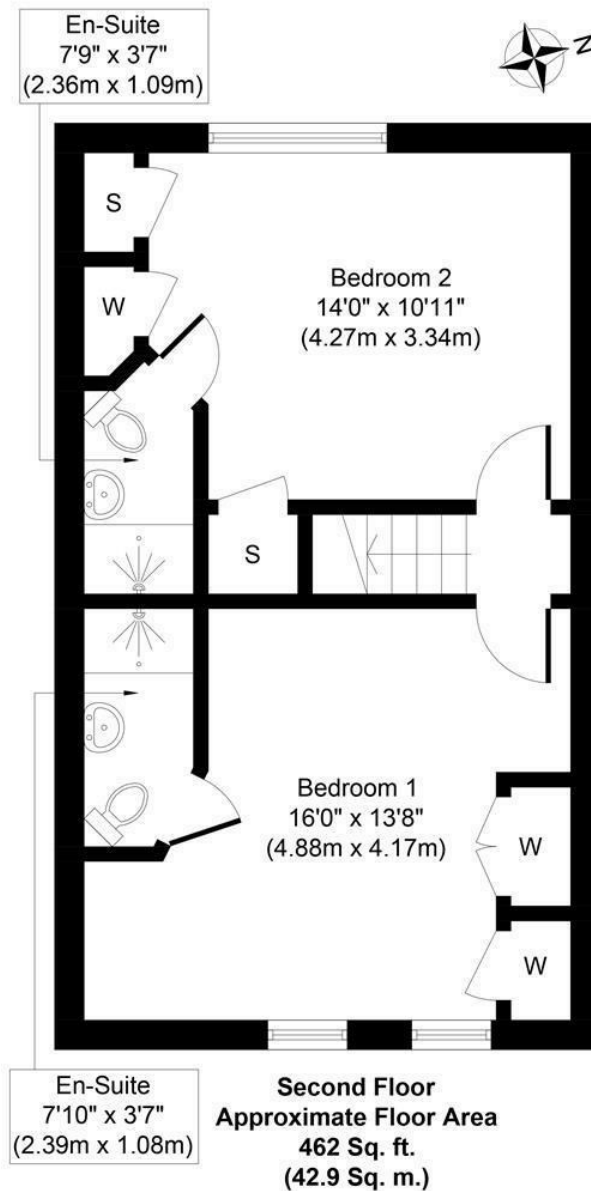 En-Suite
7'9" x 3'7"
(2.36m x 1.09m)
N
S
W
Bedroom 2
14'0" x 10'11"
(4.27m x 3.34m)
S
Bedroom 1
16'0" x 13'8"
(4.88m x 4.17m)
W
W
En-Suite
7'10" x 3'7"
(2.39m x 1.08m)
Second Floor
Approximate Floor Area
462 Sq. ft.
(42.9 Sq. m.)